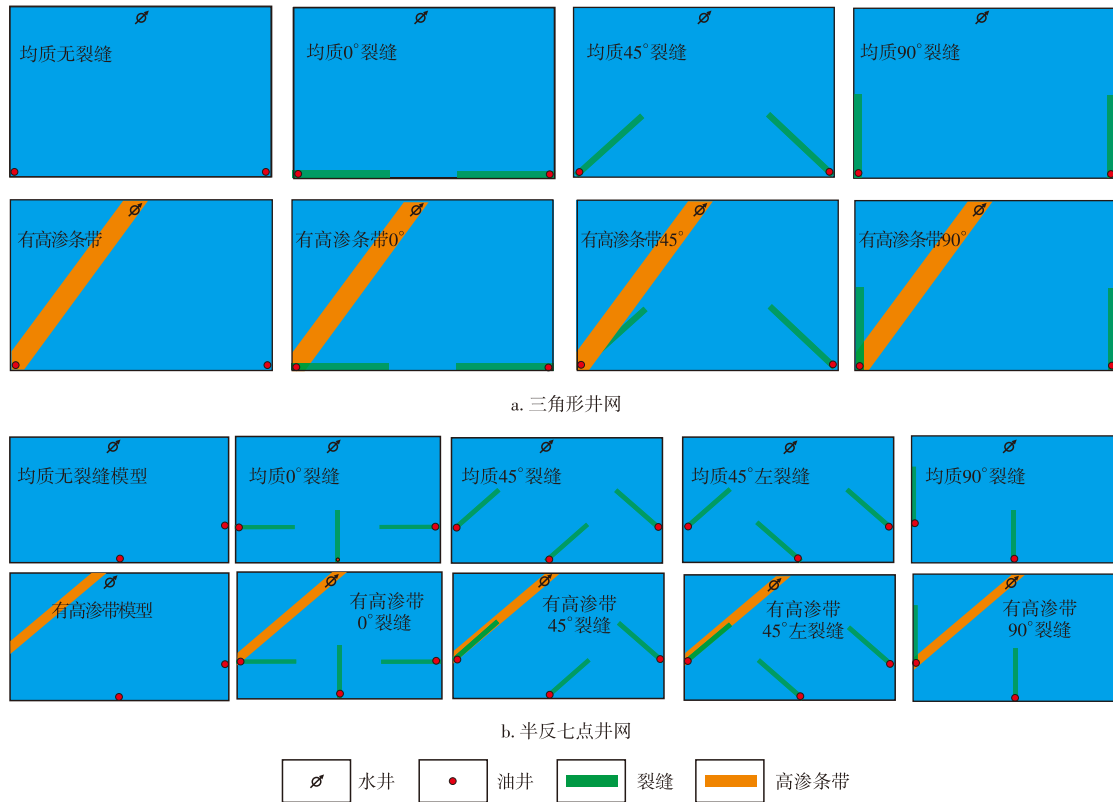 均质无裂缝
均质0°裂缝
均质45°裂缝
均质90°裂缝
有高渗条带
有高渗条带0°
有高渗条带45°
有高渗条带90°
a. 三角形井网
均质无裂缝模型
均质0°裂缝
均质45°裂缝
均质45°左裂缝
均质90°裂缝
有高渗带模型
有高渗带
0°裂缝
有高渗带
45°裂缝
有高渗带
45°左裂缝
有高渗带
90°裂缝
b. 半反七点井网
水井
油井
裂缝
高渗条带